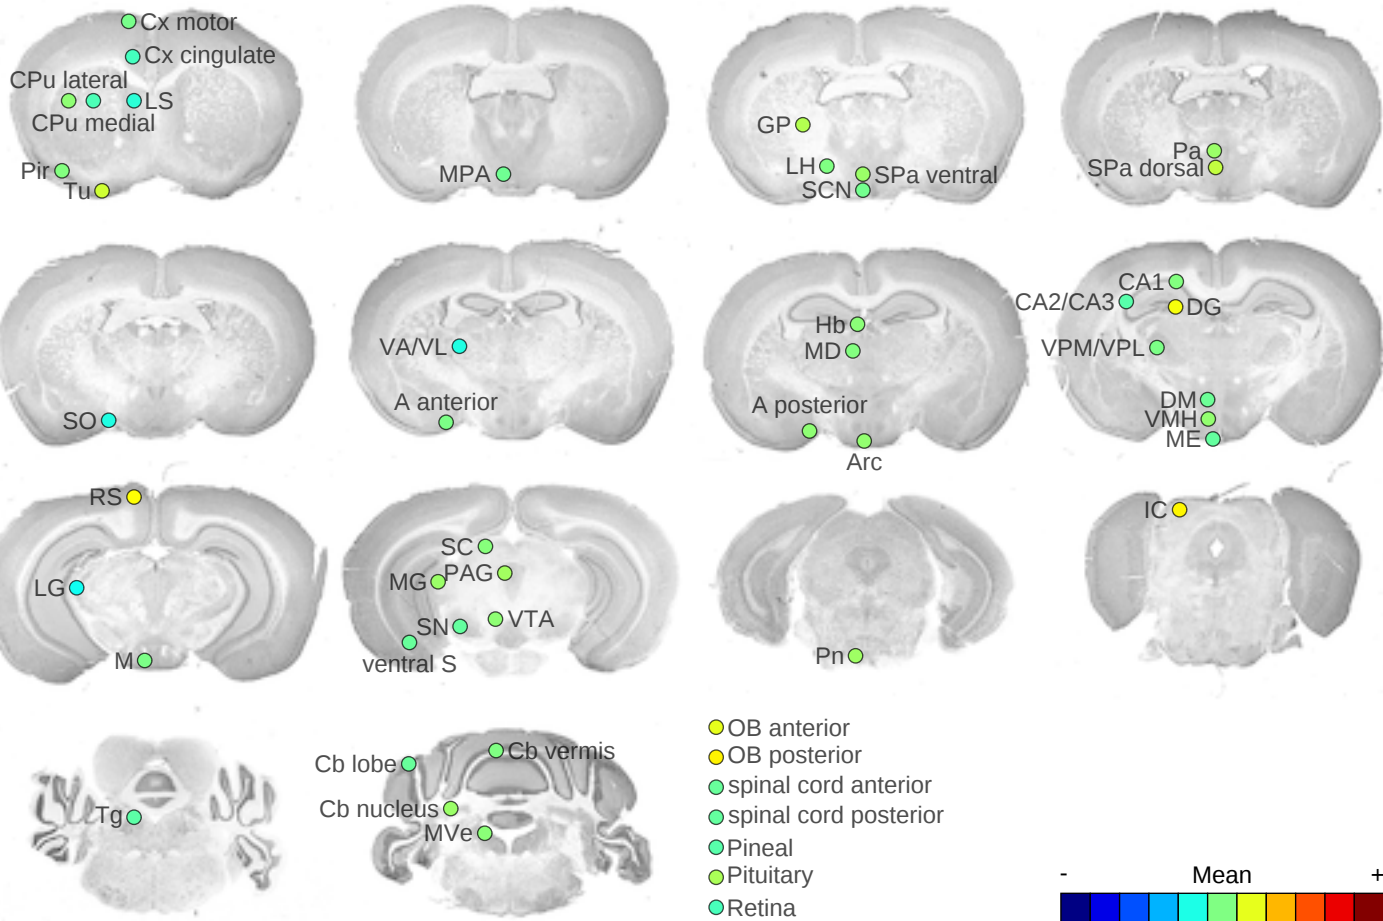 Cx motor
Cx cingulate
CPu lateral
LS
CPu medial
Pir
Tu
MPA
GP
LH
SPa ventral
SCN
Pa
SPa dorsal
SO
VA/VL
A anterior
Hb
MD
A posterior
Arc
CA1
CA2/CA3
DG
VPM/VPL
DM
VMH
ME
RS
LG
M
SC
MG
PAG
SN
VTA
ventral S
Pn
IC
Tg
Cb lobe
Cb vermis
Cb nucleus
MVe
OB anterior
OB posterior
spinal cord anterior
spinal cord posterior
Pineal
Pituitary
Retina
- Mean +